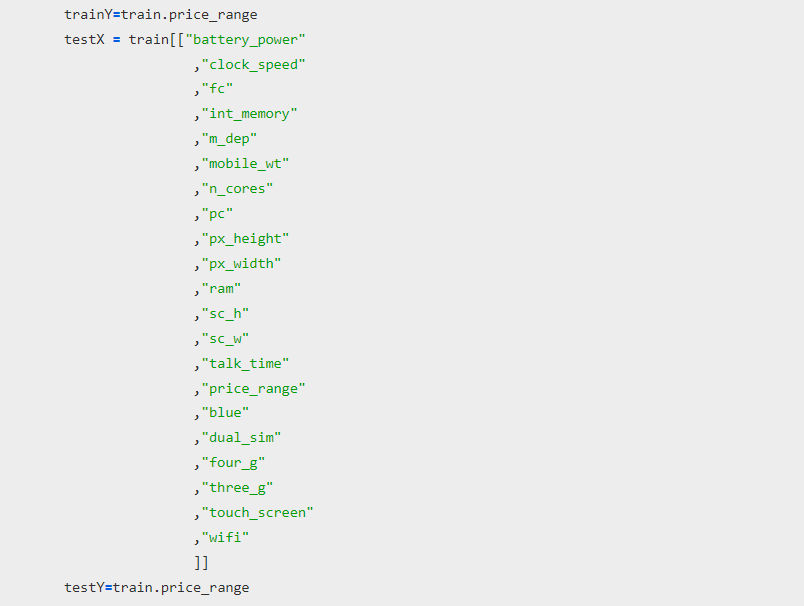 trainY=train.price_range
testX = train[["battery_power"
,"clock_speed"
,"fc"
,"int_memory"
,"m_dep"
,"mobile_wt"
,"n_cores"
,"pc"
,"px_height"
,"px_width"
,"ram"
,"sc_h"
,"sc_w"
,"talk_time"
,"price_range"
,"blue"
,"dual_sim"
,"four_g"
,"three_g"
,"touch_screen"
,"wifi"
]]
testY=train.price_range